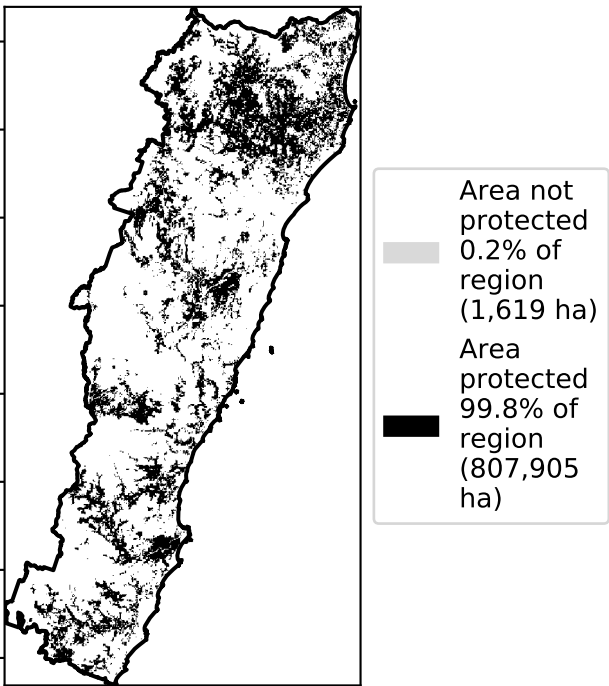 Area not
protected
0.2% of
region
(1,619 ha)
Area
protected
99.8% of
region
(807,905
ha)